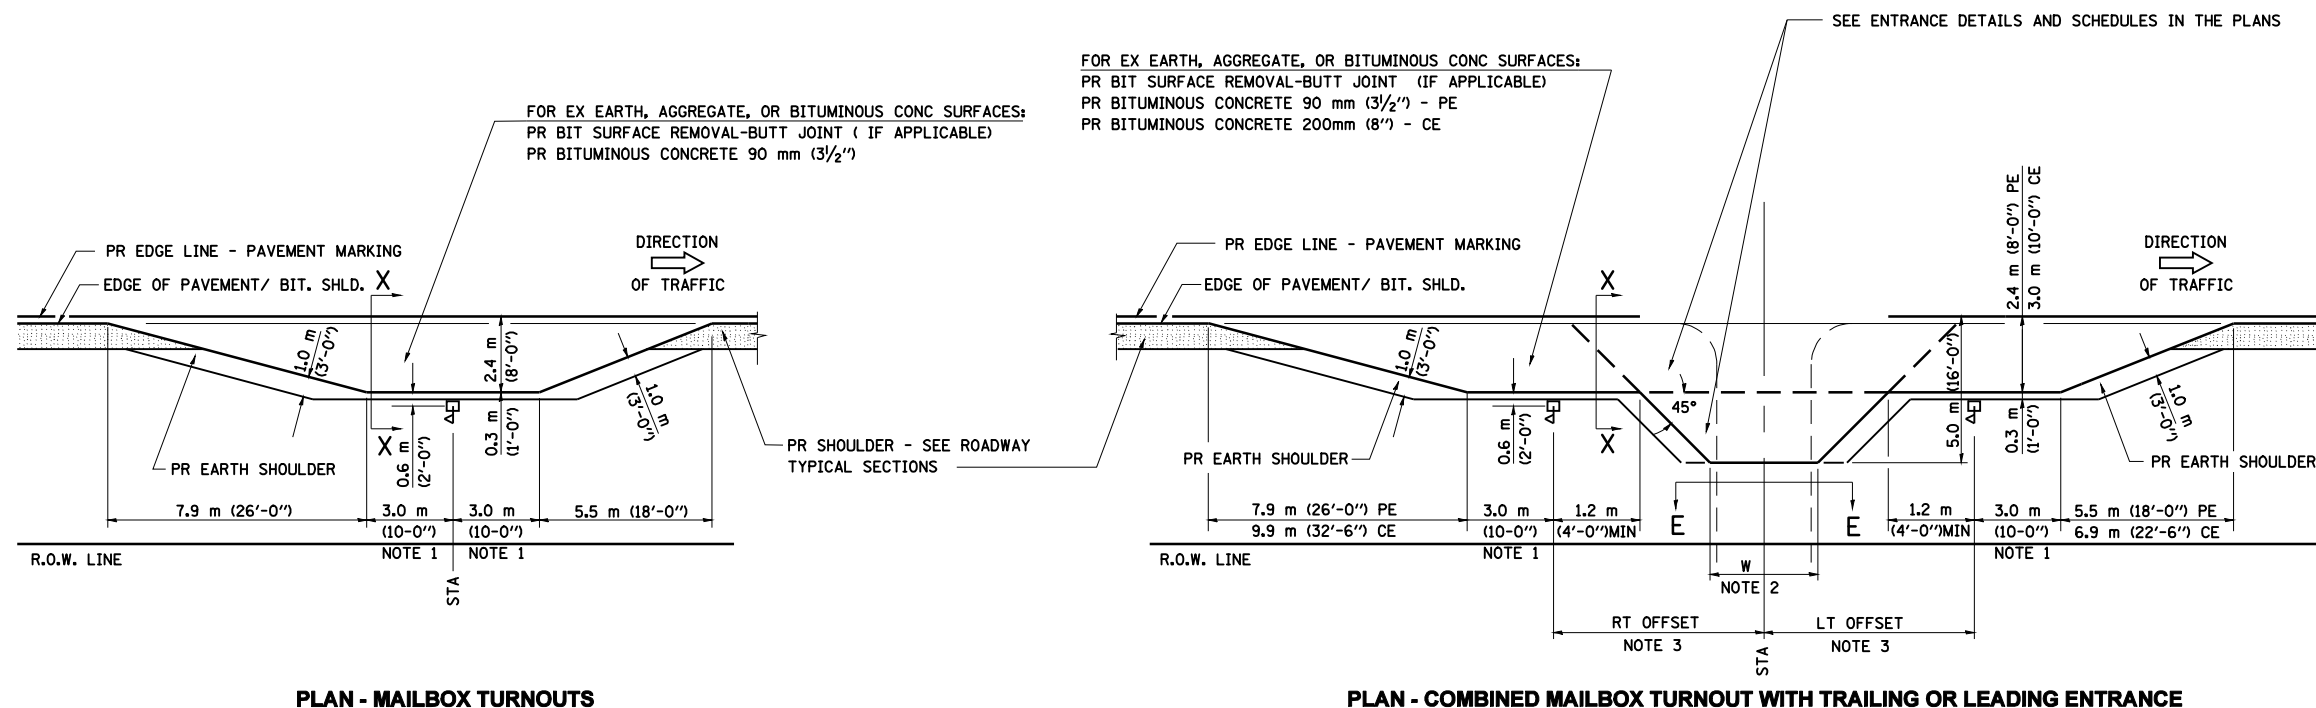 FOR EX EARTH, AGGREGATE, OR BITUMINOUS CONC SURFACES:
PR BIT SURFACE REMOVAL-BUTT JOINT ( IF APPLICABLE)
PR BITUMINOUS CONCRETE 90 mm (3½")
PR EDGE LINE - PAVEMENT MARKING
EDGE OF PAVEMENT/ BIT. SHLD.
X
DIRECTION
OF TRAFFIC
1.0 m
(3'-0")
2.4 m
(8'-0")
1.0 m
(3'-0")
X
0.6 m
(2'-0")
0.3 m
(1'-0")
PR EARTH SHOULDER
PR SHOULDER - SEE ROADWAY
TYPICAL SECTIONS
7.9 m (26'-0")
3.0 m
(10-0")
NOTE 1
3.0 m
(10-0")
NOTE 1
5.5 m (18'-0")
R.O.W. LINE
STA
PLAN - MAILBOX TURNOUTS
SEE ENTRANCE DETAILS AND SCHEDULES IN THE PLANS
FOR EX EARTH, AGGREGATE, OR BITUMINOUS CONC SURFACES:
PR BIT SURFACE REMOVAL-BUTT JOINT (IF APPLICABLE)
PR BITUMINOUS CONCRETE 90 mm (3½") - PE
PR BITUMINOUS CONCRETE 200mm (8") - CE
PR EDGE LINE - PAVEMENT MARKING
EDGE OF PAVEMENT/ BIT. SHLD.
X
2.4 m (8'-0") PE
3.0 m (10'-0") CE
DIRECTION
OF TRAFFIC
1.0 m
(3'-0")
45°
5.0 m (16'-0")
1.0 m
(3'-0")
X
0.6 m
(2'-0")
0.3 m
(1'-0")
PR EARTH SHOULDER
PR EARTH SHOULDER
7.9 m (26'-0") PE
9.9 m (32'-6") CE
3.0 m
(10-0")
NOTE 1
1.2 m
(4'-0")MIN
E
E
1.2 m
(4'-0")MIN
3.0 m
(10-0")
NOTE 1
5.5 m (18'-0") PE
6.9 m (22'-6") CE
R.O.W. LINE
W
NOTE 2
RT OFFSET
NOTE 3
LT OFFSET
NOTE 3
STA
PLAN - COMBINED MAILBOX TURNOUT WITH TRAILING OR LEADING ENTRANCE